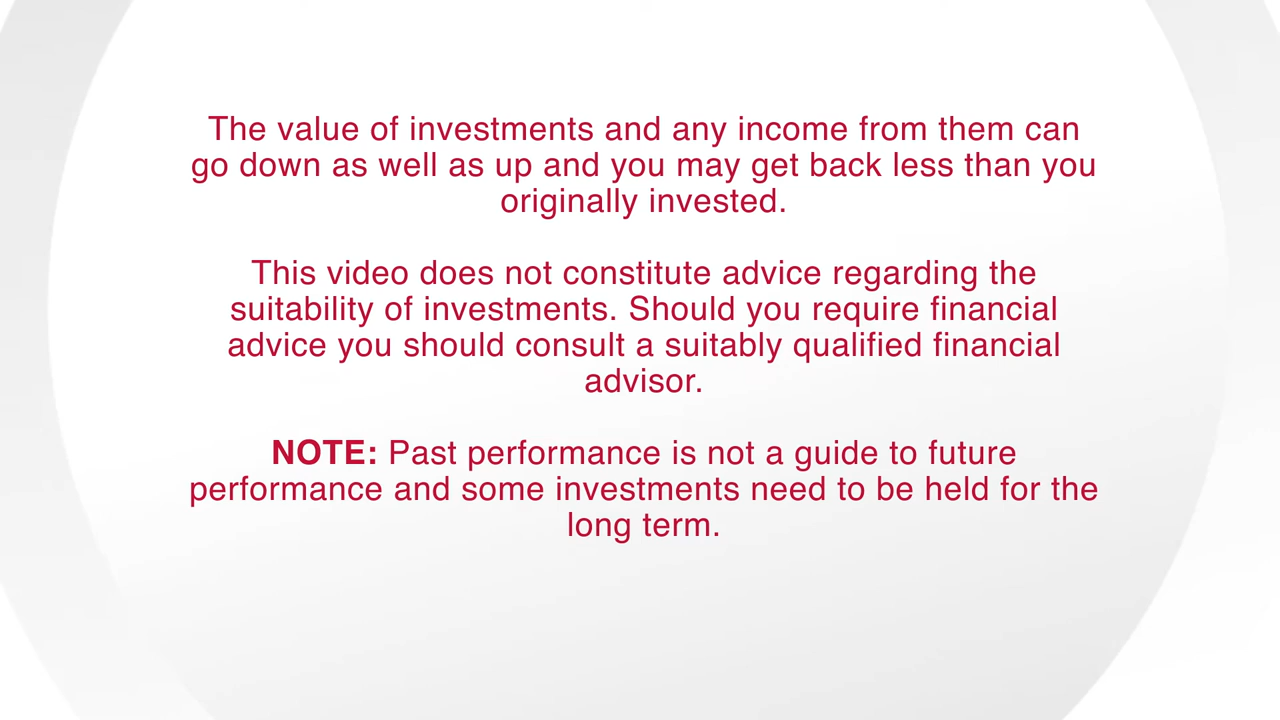 The value of investments and any income from them can
go down as well as up and you may get back less than you
originally invested.
This video does not constitute advice regarding the
suitability of investments. Should you require financial
advice you should consult a suitably qualified financial
advisor.
NOTE: Past performance is not a guide to future
performance and some investments need to be held for the
long term.